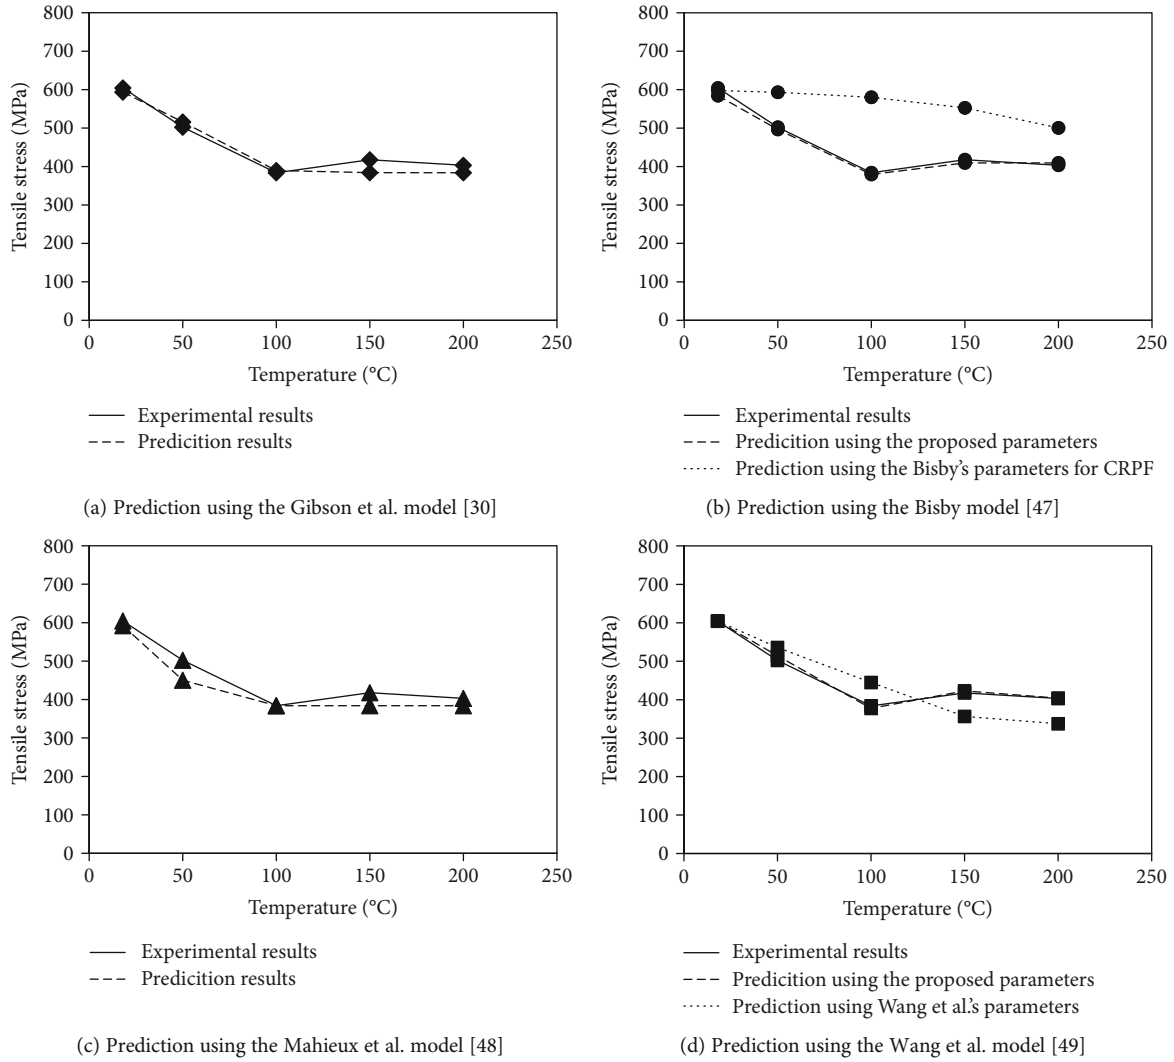 800
700
600
500
400
300
200
100
0
Tensile stress (MPa)
0 50 100 150 200 250
Temperature (°C)
Experimental results
Predicition results
(a) Prediction using the Gibson et al. model [30]
800
700
600
500
400
300
200
100
0
Tensile stress (MPa)
0 50 100 150 200 250
Temperature (°C)
Experimental results
Predicition using the proposed parameters
Prediction using the Bisby's parameters for CRPF
(b) Prediction using the Bisby model [47]
800
700
600
500
400
300
200
100
0
Tensile stress (MPa)
0 50 100 150 200 250
Temperature (°C)
Experimental results
Predicition results
(c) Prediction using the Mahieux et al. model [48]
800
700
600
500
400
300
200
100
0
Tensile stress (MPa)
0 50 100 150 200 250
Temperature (°C)
Experimental results
Predicition using the proposed parameters
Prediction using Wang et al.'s parameters
(d) Prediction using the Wang et al. model [49]